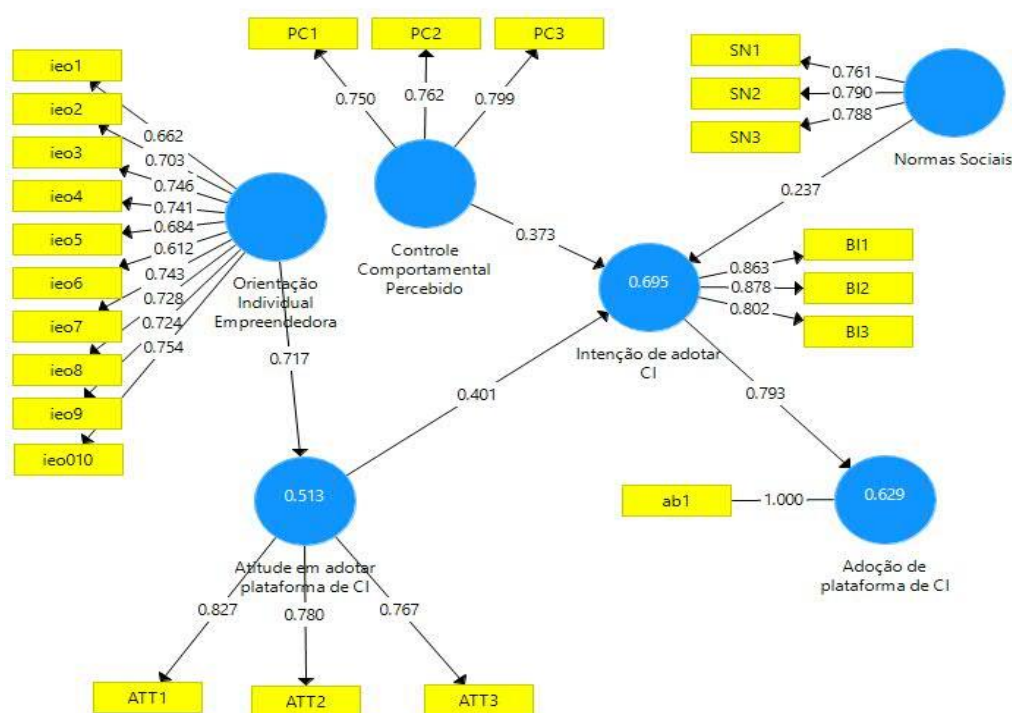 PC1
PC2
PC3
0.750
0.762
0.799
ieo1
ieo2
ieo3
ieo4
ieo5
ieo6
ieo7
ieo8
ieo9
ieo010
0.662
0.703
0.746
0.741
0.684
0.612
0.743
0.728
0.724
0.754
Orientação
Individual
Empreendedora
Controle
Comportamental
Percebido
SN1
SN2
SN3
0.761
0.790
0.788
Normas Sociais
0.237
0.373
0.695
Intenção de adotar
CI
0.863
0.878
0.802
BI1
BI2
BI3
0.717
0.401
0.793
0.513
Atitude em adotar
plataforma de CI
0.827
0.780
0.767
ATT1
ATT2
ATT3
ab1
1.000
0.629
Adoção de
plataforma de CI